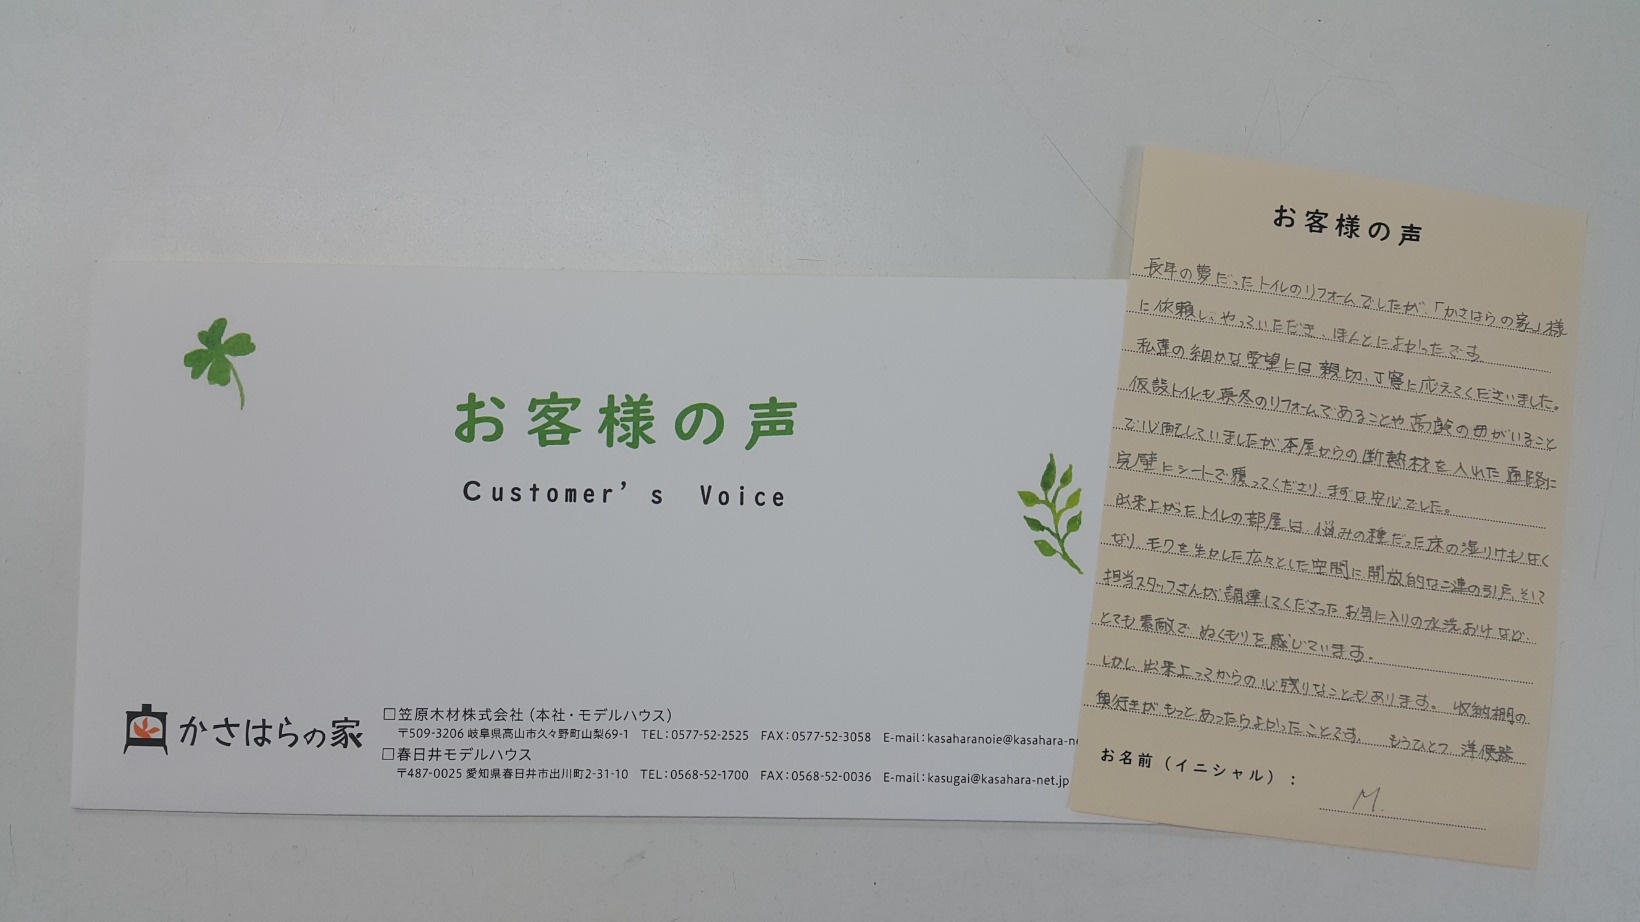 お客様の声
Customer's Voice
かさはらの家
□笠原木材株式会社(本社・モデルハウス)
〒509-3206 岐阜県高山市久々野町山梨69-1 TEL:0577-52-2525 FAX:0577-52-3058 E-mail:kasaharanoie@kasahara-ne
□春日井モデルハウス
〒487-0025 愛知県春日井市出川町2-31-10 TEL:0568-52-1700 FAX:0568-52-0036 E-mail:kasugai@kasahara-net.jp
お客様の声
長年の夢だったトイレのリフォームでしたが、「かさはらの家」様
に依頼し、やっていただき、ほんとによかったです
私達の細かな要望には親切、丁寧に応えてくださいました。
仮設トイレも真冬のリフォームであることや高齢の母がいること
で心配していましたが本屋からの断熱材を入れた通路に
完璧にシートで覆ってくださり、まずは安心でした。
出来上がったトイレの部屋は、悩みの種だった床の湿りけもなく
なり、モクを生かした広々とした空間に開放的な二連の引戸、そして
担当スタッフさんが調達してくださったお気に入りの水洗おけなど、
とても素敵で ぬくもりを感じています。
しかし、出来上ってからの心残りなこともあります。 収納棚の
奥行きがもっとあったらよかったことです。 もうひとつ 洋便器
お名前(イニシャル):
M.